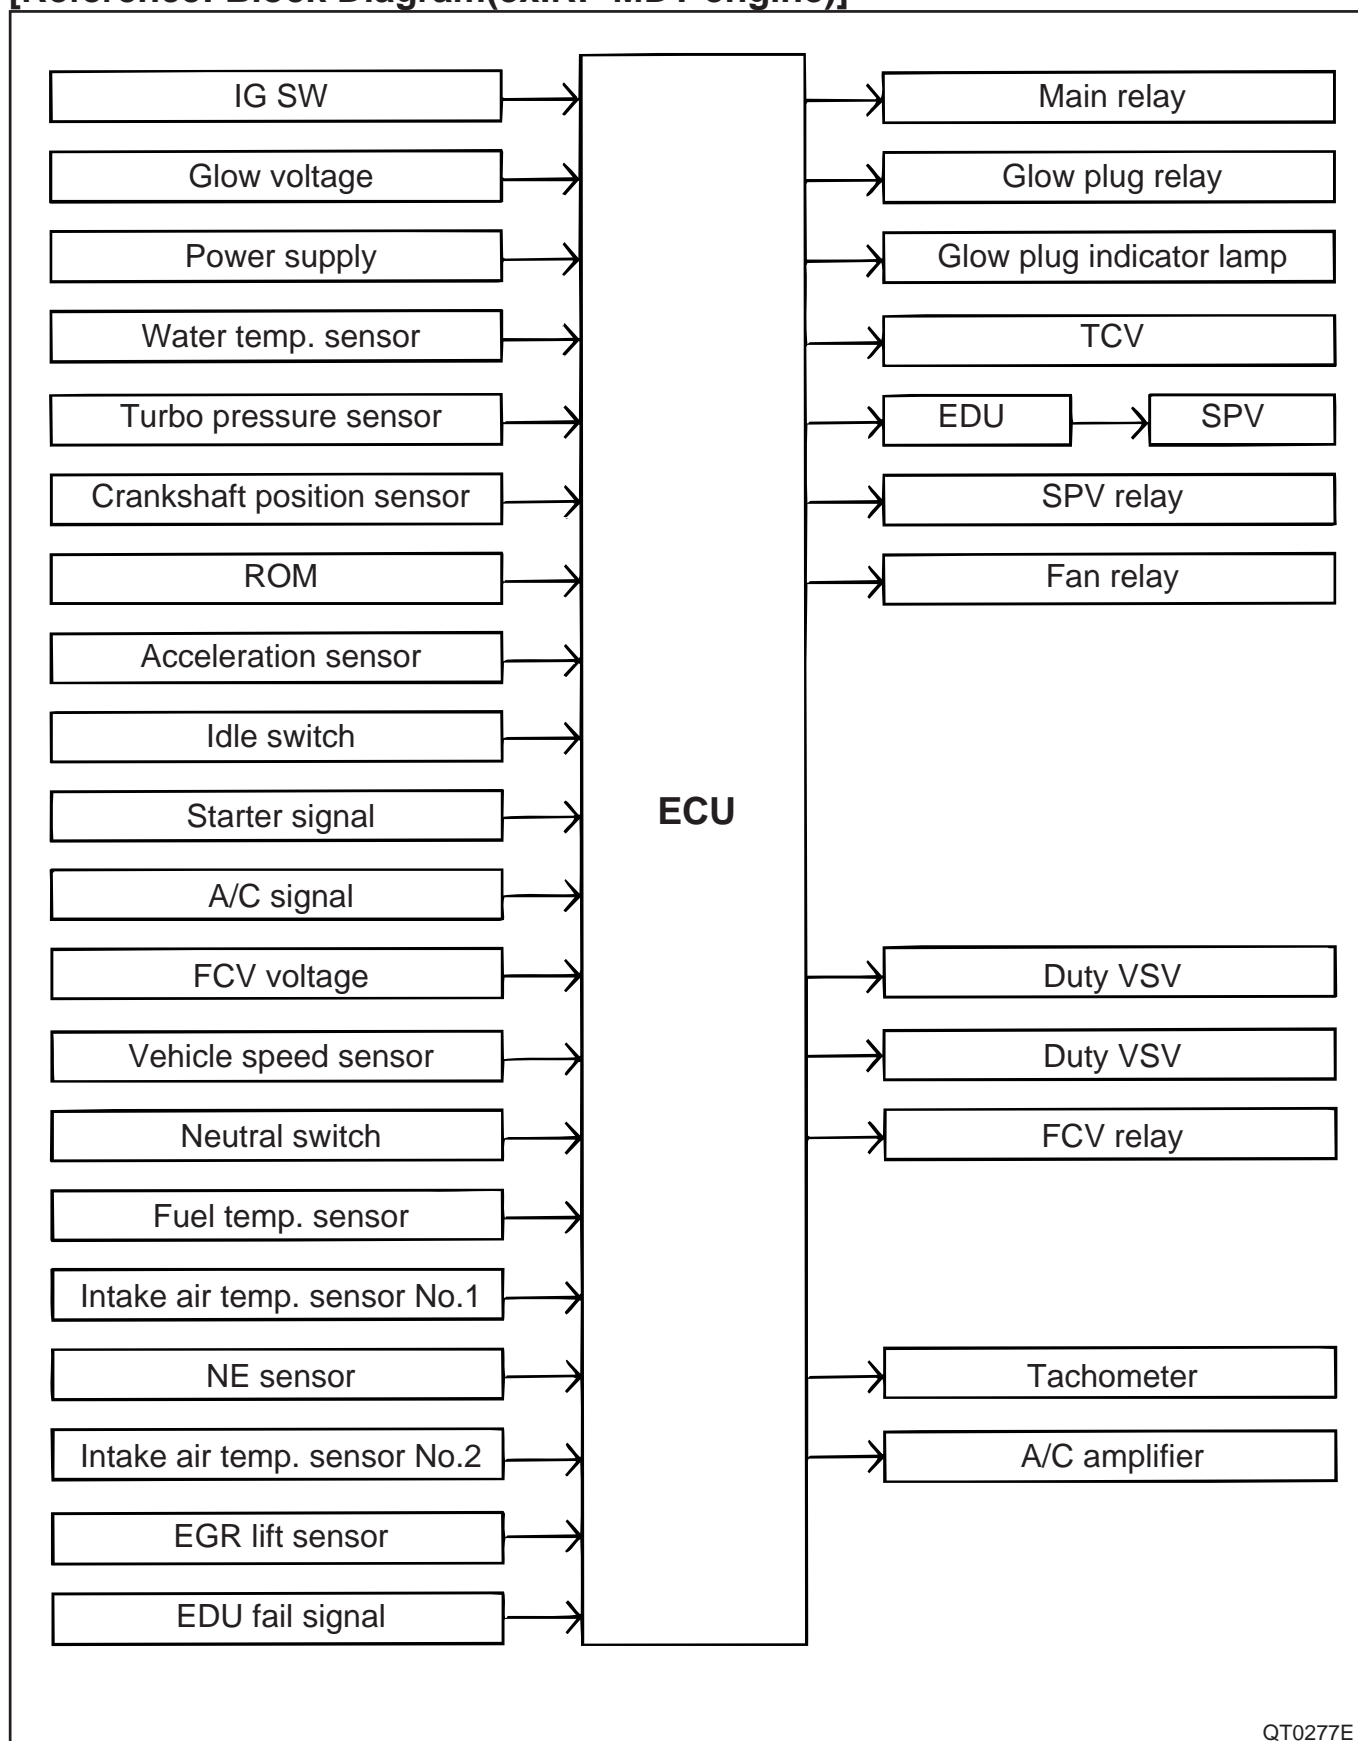 IG SW
Glow voltage
Power supply
Water temp. sensor
Turbo pressure sensor
Crankshaft position sensor
ROM
Acceleration sensor
Idle switch
Starter signal
A/C signal
FCV voltage
Vehicle speed sensor
Neutral switch
Fuel temp. sensor
Intake air temp. sensor No.1
NE sensor
Intake air temp. sensor No.2
EGR lift sensor
EDU fail signal
ECU
Main relay
Glow plug relay
Glow plug indicator lamp
TCV
EDU
SPV
SPV relay
Fan relay
Duty VSV
Duty VSV
FCV relay
Tachometer
A/C amplifier
QT0277E